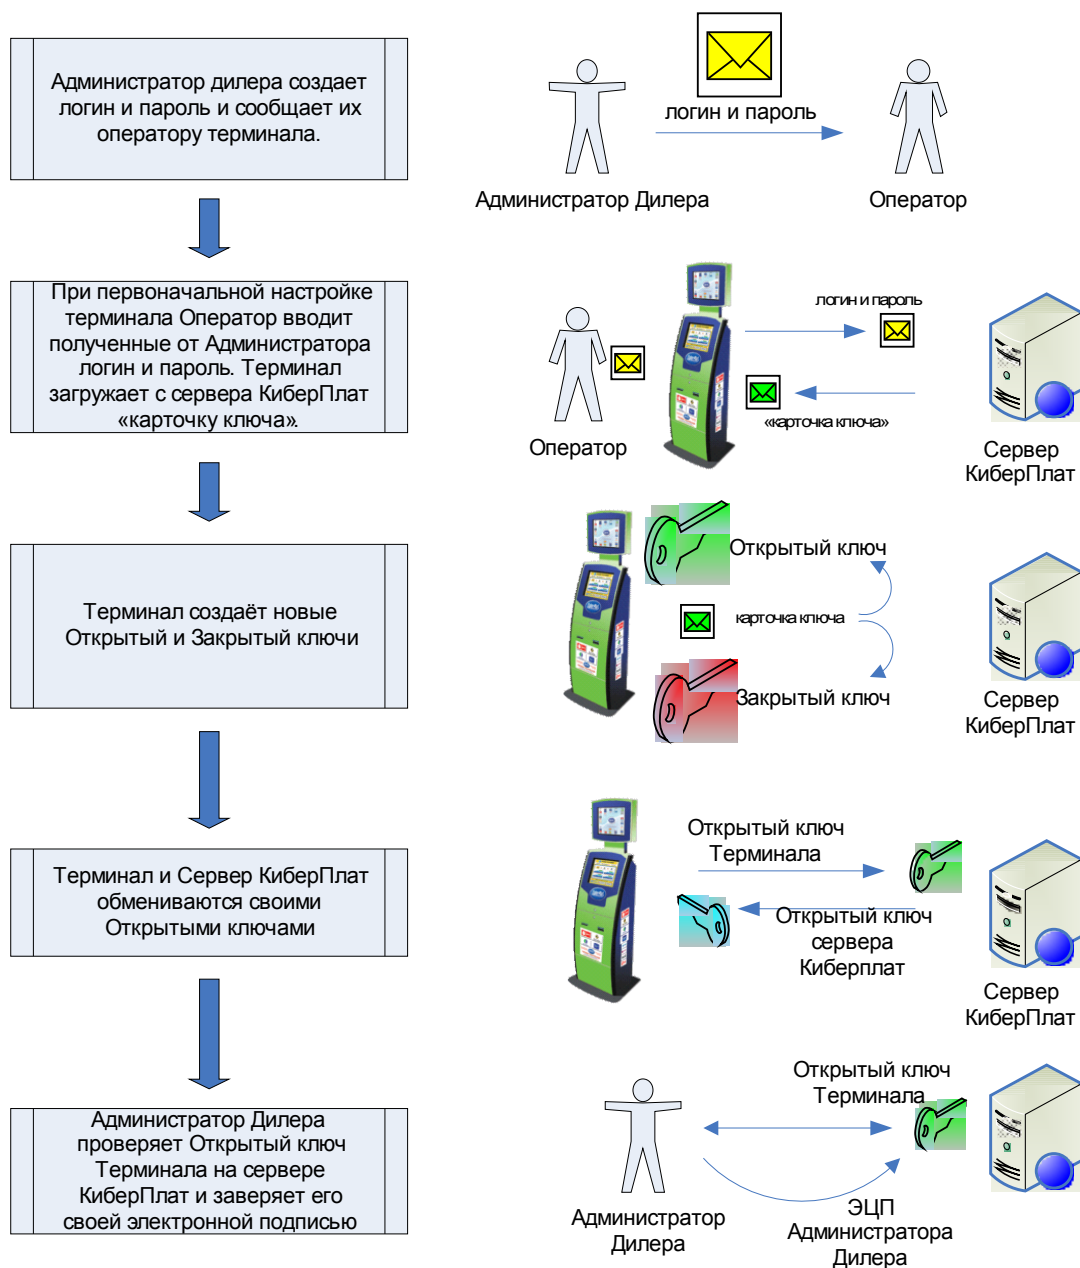 Администратор дилера создает
логин и пароль и сообщает их
оператору терминала.
логин и пароль
Администратор Дилера
Оператор
При первоначальной настройке
терминала Оператор вводит
полученные от Администратора
логин и пароль. Терминал
загружает с сервера КиберПлат
«карточку ключа».
логин и пароль
«карточка ключа»
Оператор
Сервер
КиберПлат
Терминал создаёт новые
Открытый и Закрытый ключи
Открытый ключ
карточка ключа
Закрытый ключ
Сервер
КиберПлат
Терминал и Сервер КиберПлат
обмениваются своими
Открытыми ключами
Открытый ключ
Терминала
Открытый ключ
сервера
Киберплат
Сервер
КиберПлат
Администратор Дилера
проверяет Открытый ключ
Терминала на сервере
КиберПлат и заверяет его
своей электронной подписью
Открытый ключ
Терминала
Администратор
Дилера
ЭЦП
Администратора
Дилера